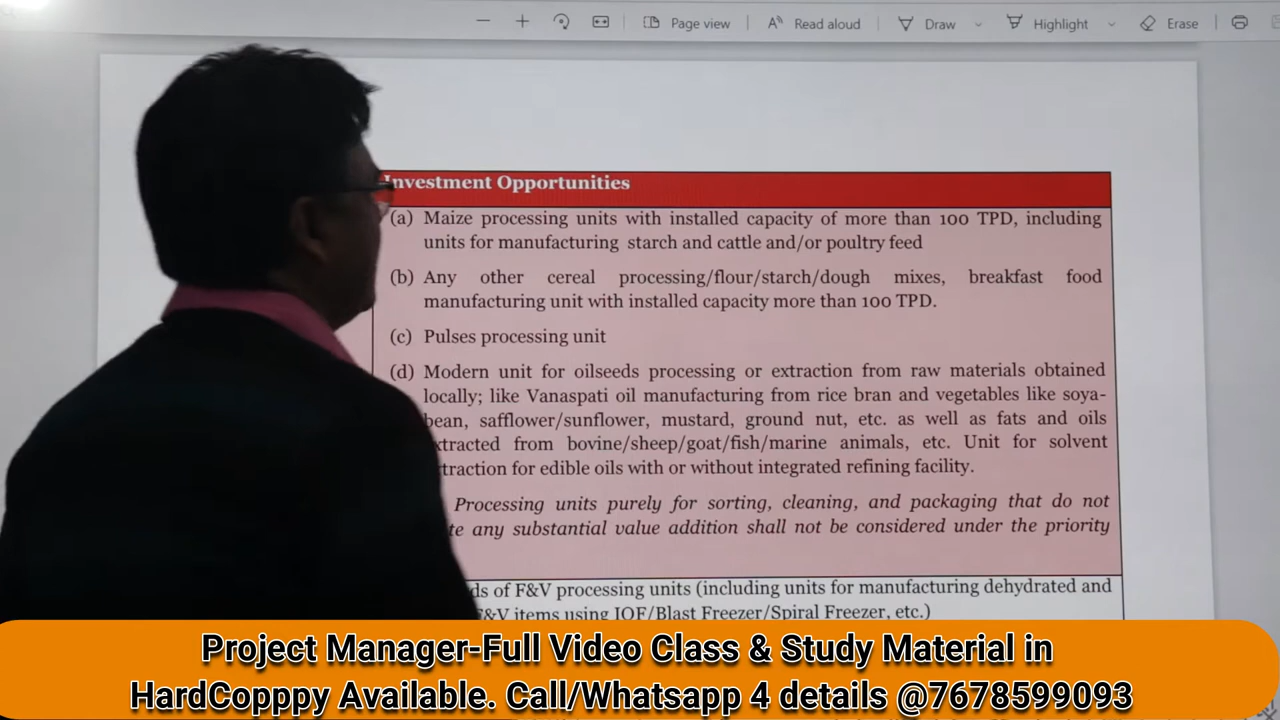 Page view
Read aloud
Draw
Highlight
Erase
Investment Opportunities
(a) Maize processing units with installed capacity of more than 100 TPD, including
units for manufacturing starch and cattle and/or poultry feed
(b) Any other cereal processing/flour/starch/dough mixes, breakfast food
manufacturing unit with installed capacity more than 100 TPD.
(c) Pulses processing unit
(d) Modern unit for oilseeds processing or extraction from raw materials obtained
locally; like Vanaspati oil manufacturing from rice bran and vegetables like soya-
bean, safflower/sunflower, mustard, ground nut, etc. as well as fats and oils
xtracted from bovine/sheep/goat/fish/marine animals, etc. Unit for solvent
traction for edible oils with or without integrated refining facility.
Processing units purely for sorting, cleaning, and packaging that do not
te any substantial value addition shall not be considered under the priority
ds of F&V processing units (including units for manufacturing dehydrated and
F&V items using IQF/Blast Freezer/Spiral Freezer, etc.)
Project Manager-Full Video Class & Study Material in
HardCopppy Available. Call/Whatsapp 4 details @7678599093